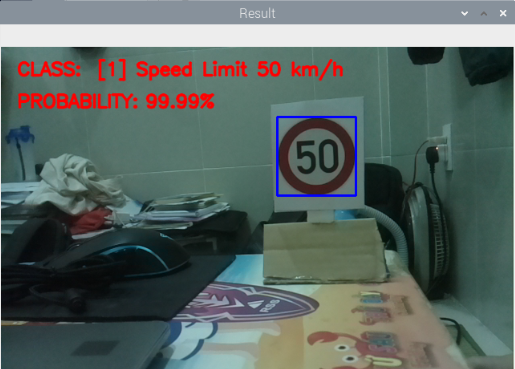 Result
CLASS: [1] Speed Limit 50 km/h
PROBABILITY: 99.99%
50